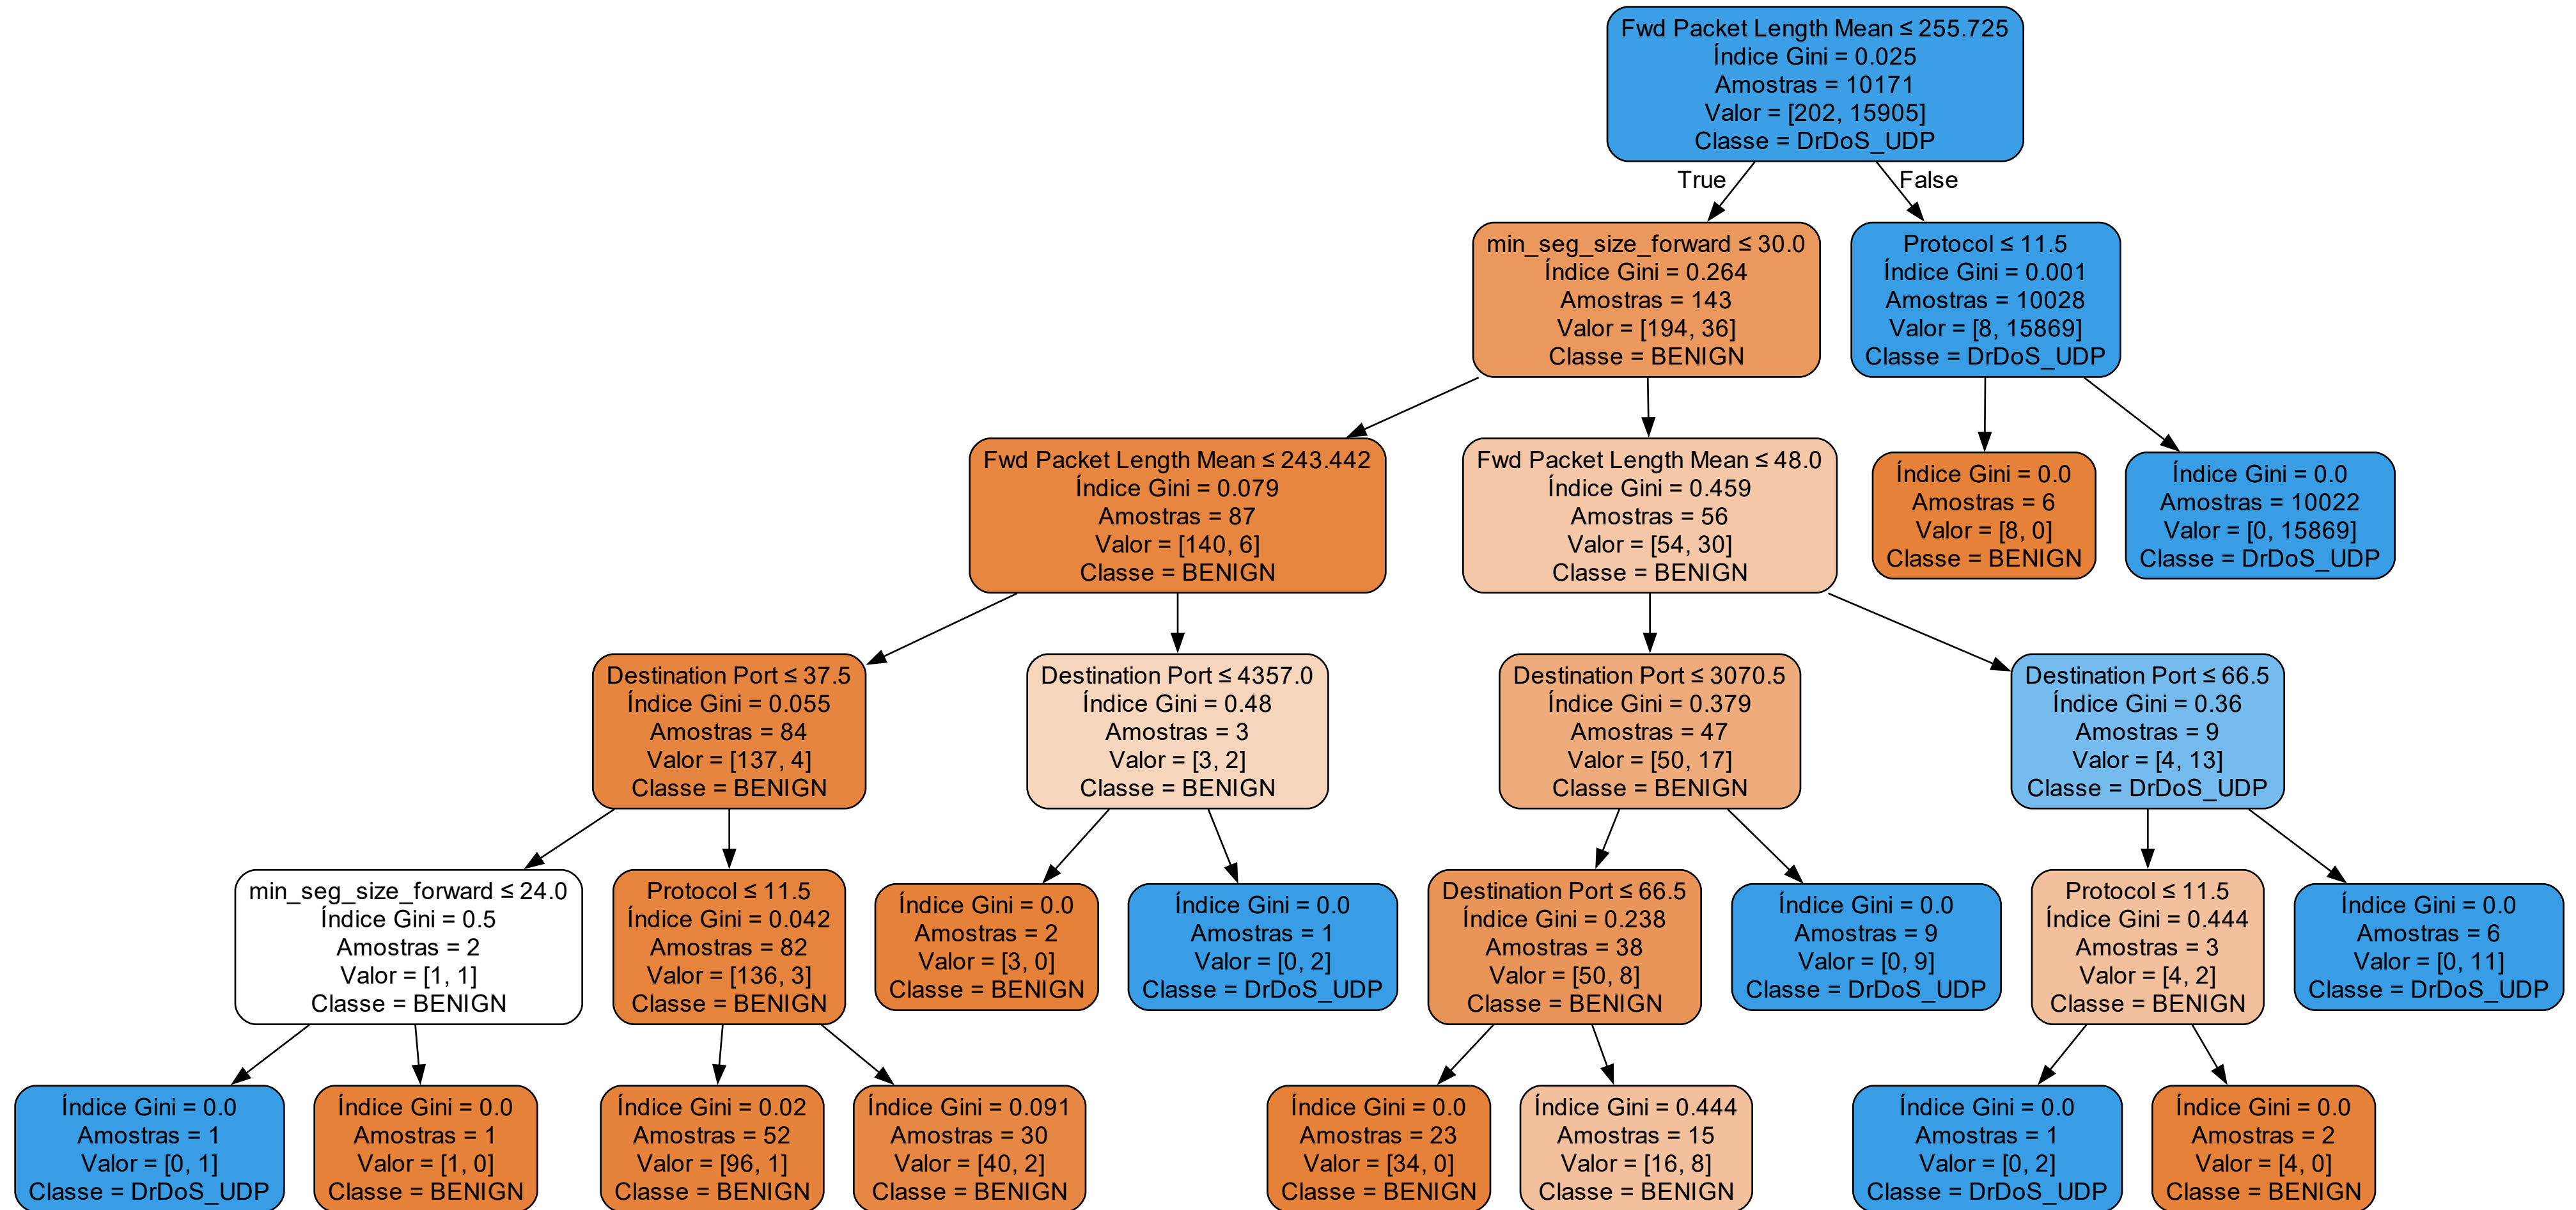 Fwd Packet Length Mean ≤ 255.725
Índice Gini = 0.025
Amostras = 10171
Valor = [202, 15905]
Classe = DrDoS_UDP
True
False
min_seg_size_forward ≤ 30.0
Índice Gini = 0.264
Amostras = 143
Valor = [194, 36]
Classe = BENIGN
Protocol ≤ 11.5
Índice Gini = 0.001
Amostras = 10028
Valor = [8, 15869]
Classe = DrDoS_UDP
Fwd Packet Length Mean ≤ 243.442
Índice Gini = 0.079
Amostras = 87
Valor = [140, 6]
Classe = BENIGN
Fwd Packet Length Mean ≤ 48.0
Índice Gini = 0.459
Amostras = 56
Valor = [54, 30]
Classe = BENIGN
Índice Gini = 0.0
Amostras = 6
Valor = [8, 0]
Classe = BENIGN
Índice Gini = 0.0
Amostras = 10022
Valor = [0, 15869]
Classe = DrDoS_UDP
Destination Port ≤ 37.5
Índice Gini = 0.055
Amostras = 84
Valor = [137, 4]
Classe = BENIGN
Destination Port ≤ 4357.0
Índice Gini = 0.48
Amostras = 3
Valor = [3, 2]
Classe = BENIGN
Destination Port ≤ 3070.5
Índice Gini = 0.379
Amostras = 47
Valor = [50, 17]
Classe = BENIGN
Destination Port ≤ 66.5
Índice Gini = 0.36
Amostras = 9
Valor = [4, 13]
Classe = DrDoS_UDP
min_seg_size_forward ≤ 24.0
Índice Gini = 0.5
Amostras = 2
Valor = [1, 1]
Classe = BENIGN
Protocol ≤ 11.5
Índice Gini = 0.042
Amostras = 82
Valor = [136, 3]
Classe = BENIGN
Índice Gini = 0.0
Amostras = 2
Valor = [3, 0]
Classe = BENIGN
Índice Gini = 0.0
Amostras = 1
Valor = [0, 2]
Classe = DrDoS_UDP
Destination Port ≤ 66.5
Índice Gini = 0.238
Amostras = 38
Valor = [50, 8]
Classe = BENIGN
Índice Gini = 0.0
Amostras = 9
Valor = [0, 9]
Classe = DrDoS_UDP
Protocol ≤ 11.5
Índice Gini = 0.444
Amostras = 3
Valor = [4, 2]
Classe = BENIGN
Índice Gini = 0.0
Amostras = 6
Valor = [0, 11]
Classe = DrDoS_UDP
Índice Gini = 0.0
Amostras = 1
Valor = [0, 1]
Classe = DrDoS_UDP
Índice Gini = 0.0
Amostras = 1
Valor = [1, 0]
Classe = BENIGN
Índice Gini = 0.02
Amostras = 52
Valor = [96, 1]
Classe = BENIGN
Índice Gini = 0.091
Amostras = 30
Valor = [40, 2]
Classe = BENIGN
Índice Gini = 0.0
Amostras = 23
Valor = [34, 0]
Classe = BENIGN
Índice Gini = 0.444
Amostras = 15
Valor = [16, 8]
Classe = BENIGN
Índice Gini = 0.0
Amostras = 1
Valor = [0, 2]
Classe = DrDoS_UDP
Índice Gini = 0.0
Amostras = 2
Valor = [4, 0]
Classe = BENIGN